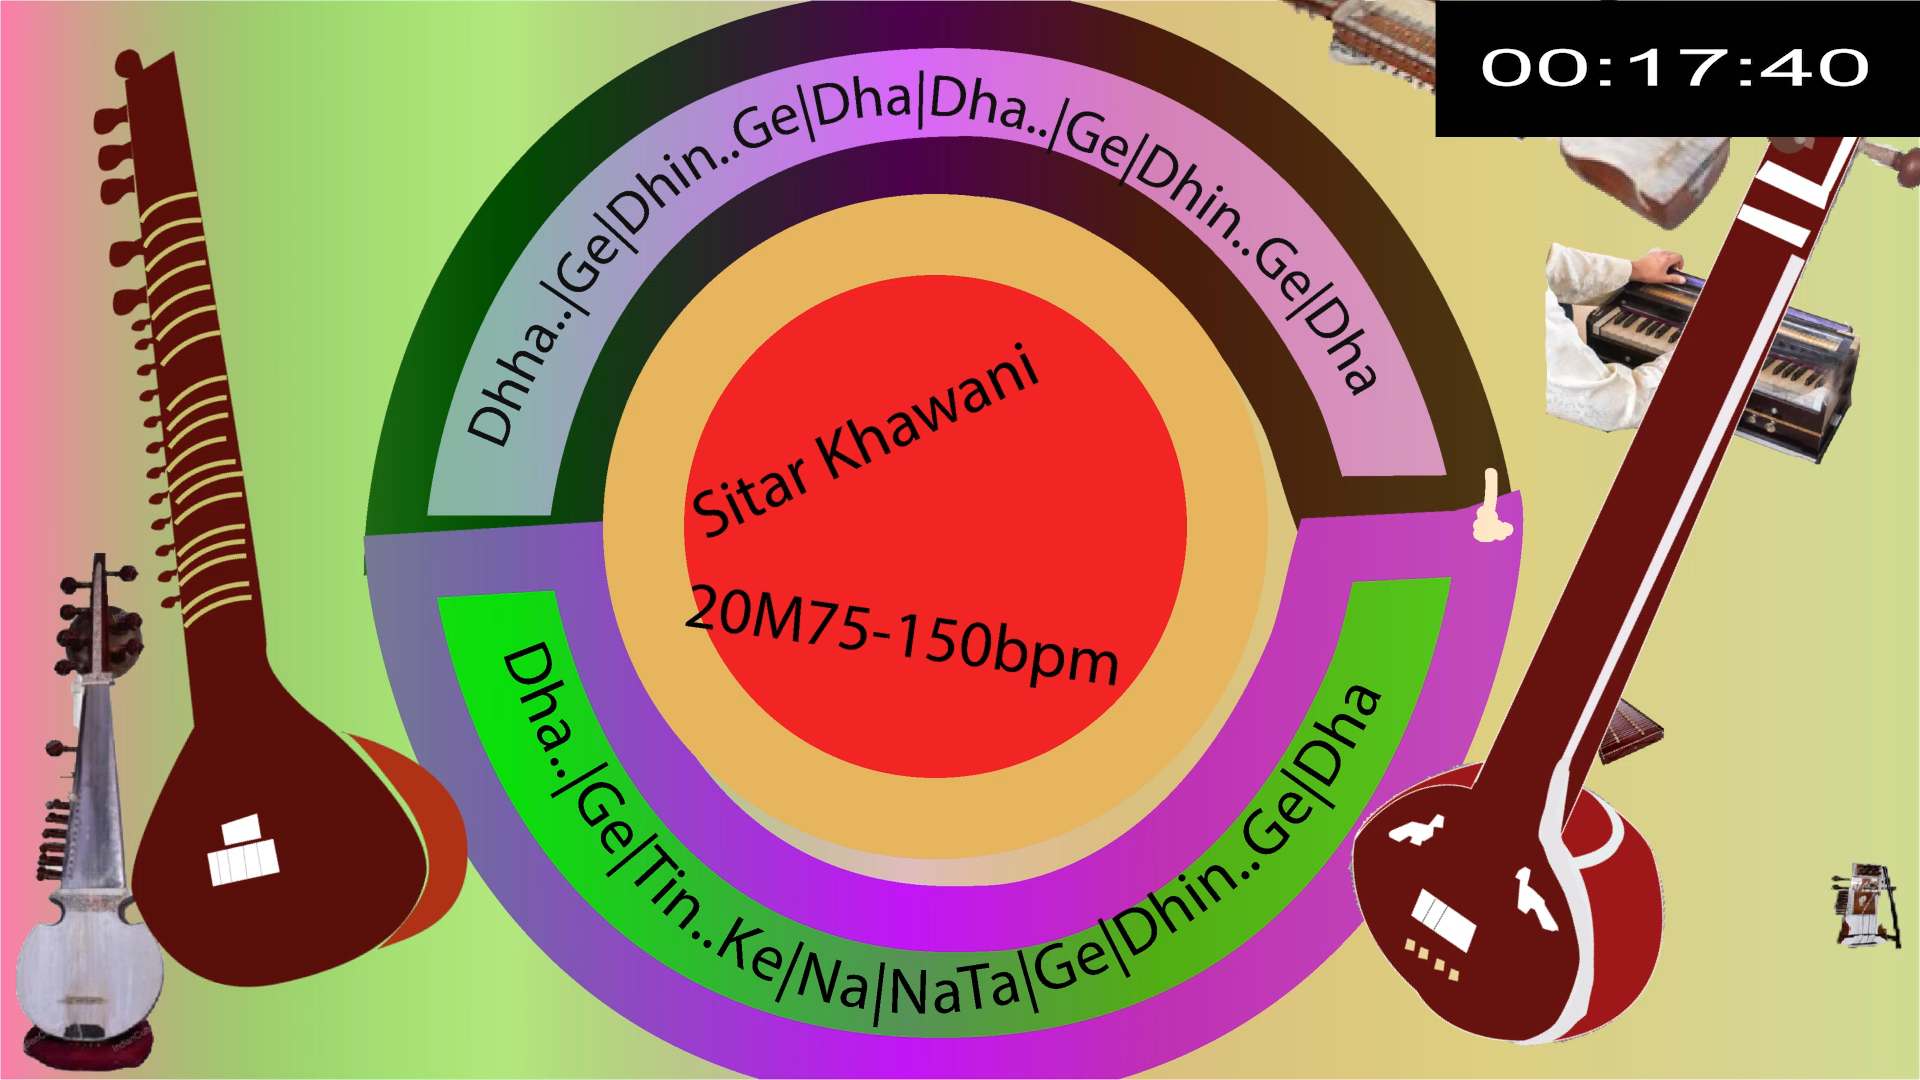 00:17:40
Dhha..|Ge|Dhin..Ge|Dha|Dha..|Ge|Dhin..Ge|Dha
Sitar Khawani
20M75-150bpm
Dha..|Ge|Tin..Ke|Na|NaTa|Ge|Dhin..Ge|Dha